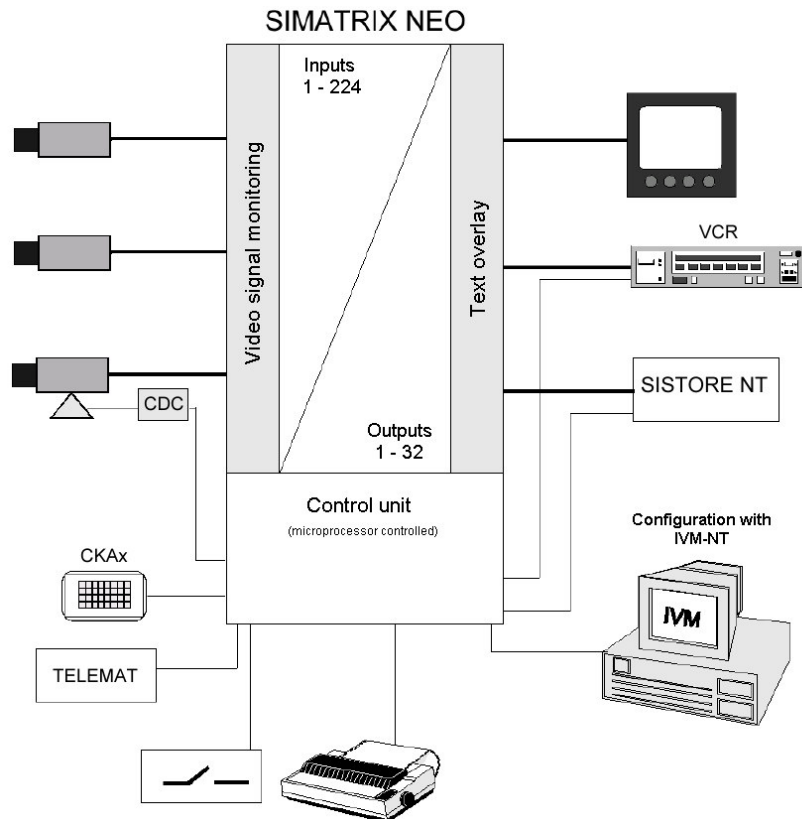 SIMATRIX NEO
Inputs
1 - 224
Video signal monitoring
Text overlay
VCR
CDC
SISTORE NT
Outputs
1 - 32
Control unit
(microprocessor controlled)
Configuration with
IVM-NT
CKAx
IVM
TELEMAT